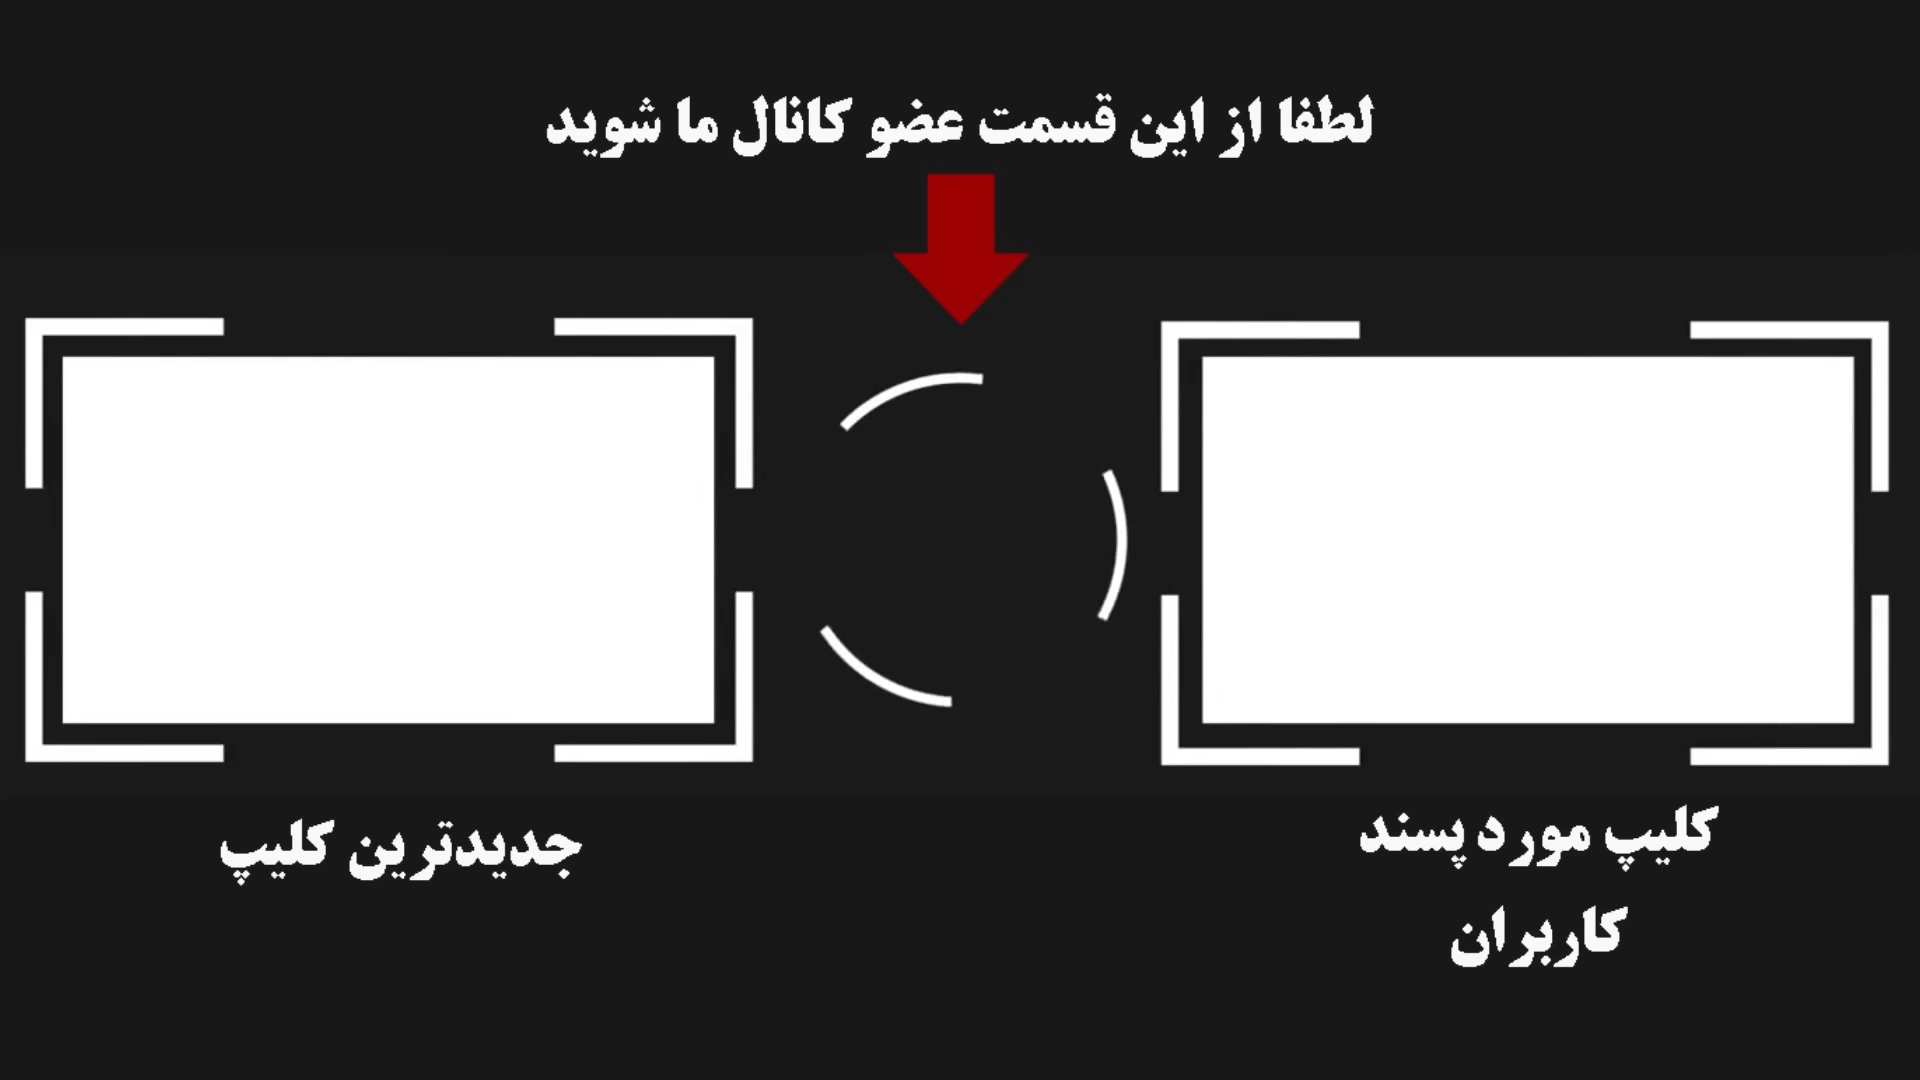 لطفا از این قسمت عضو کانال ما شوید
کلیپ مورد پسند
کاربران
جدیدترین کلیپ